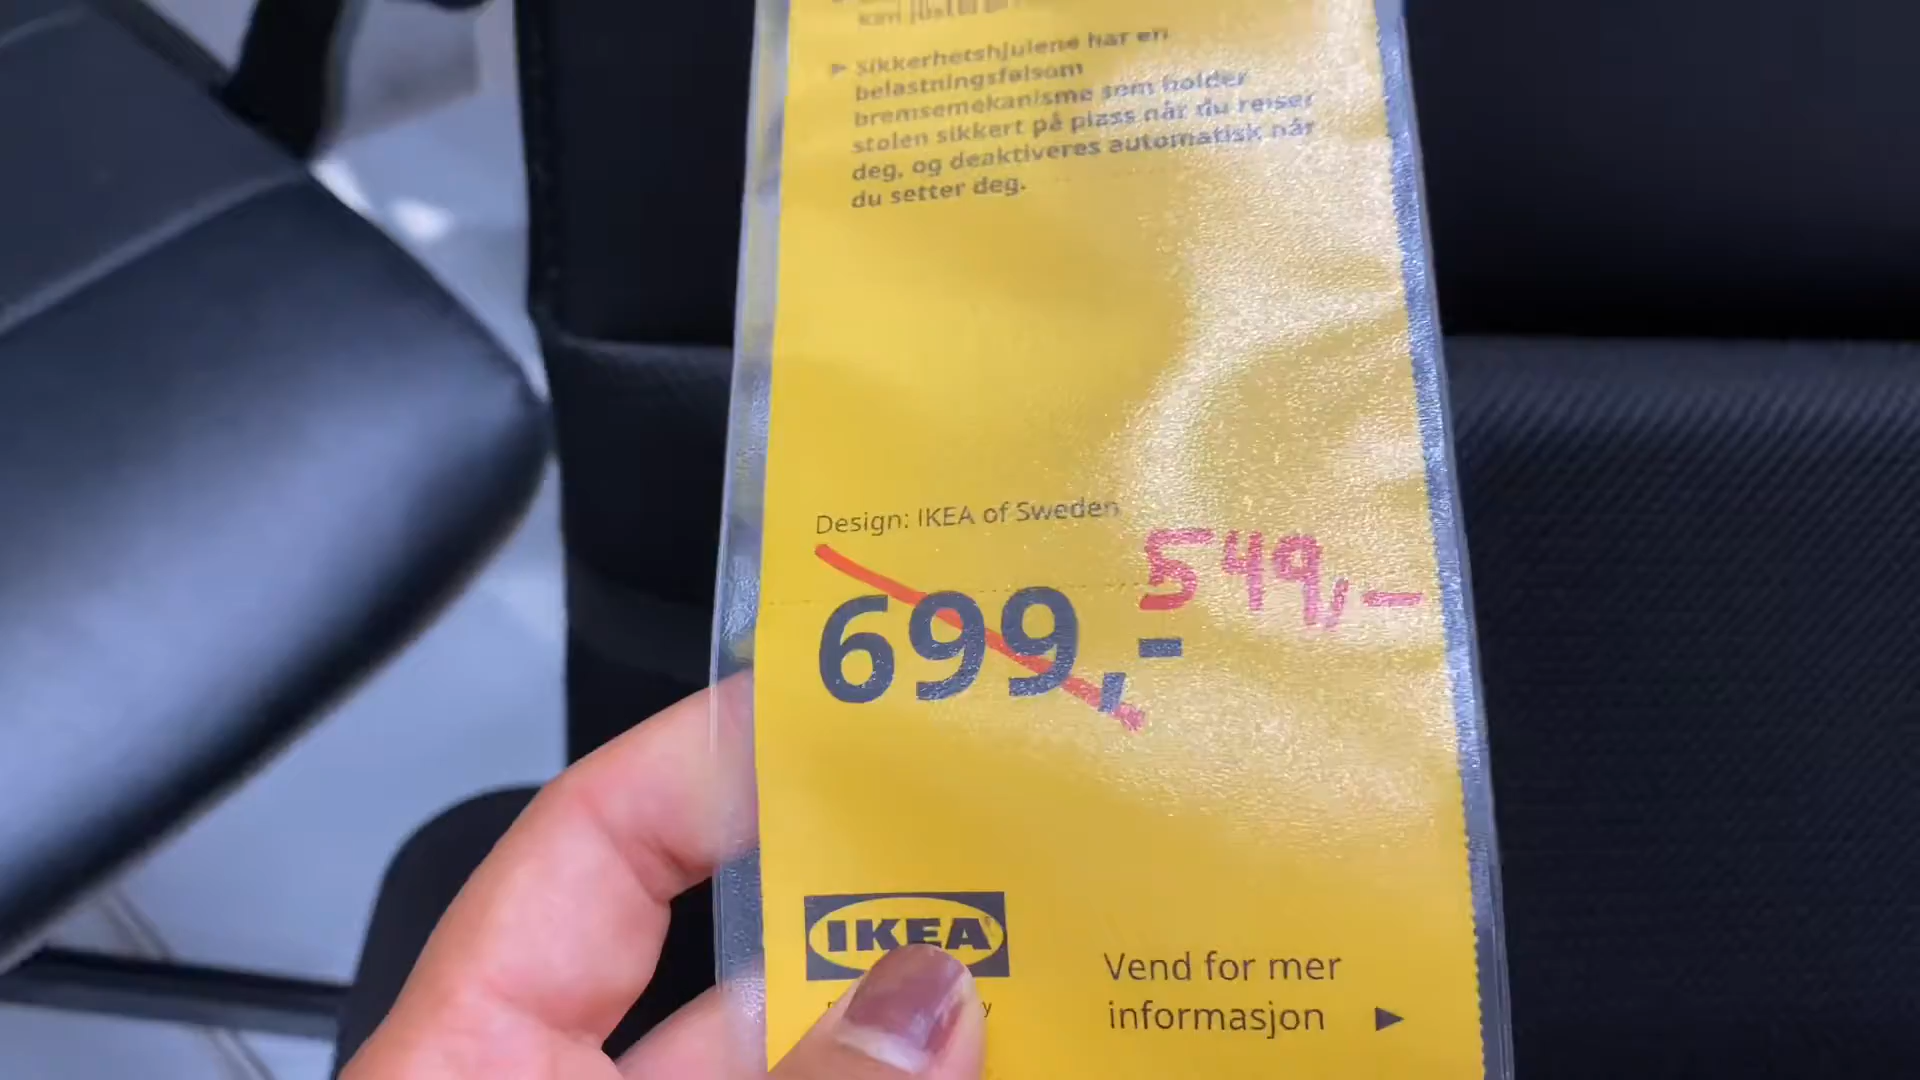 Sikkerhetshjulene har en
belastningsfølsom
bremsemekanisme som holder
stolen sikkert på plass når du reiser
deg, og deaktiveres automatisk når
du setter deg.
Design: IKEA of Sweden
549,-
699,-
IKEA
Vend for mer
informasjon